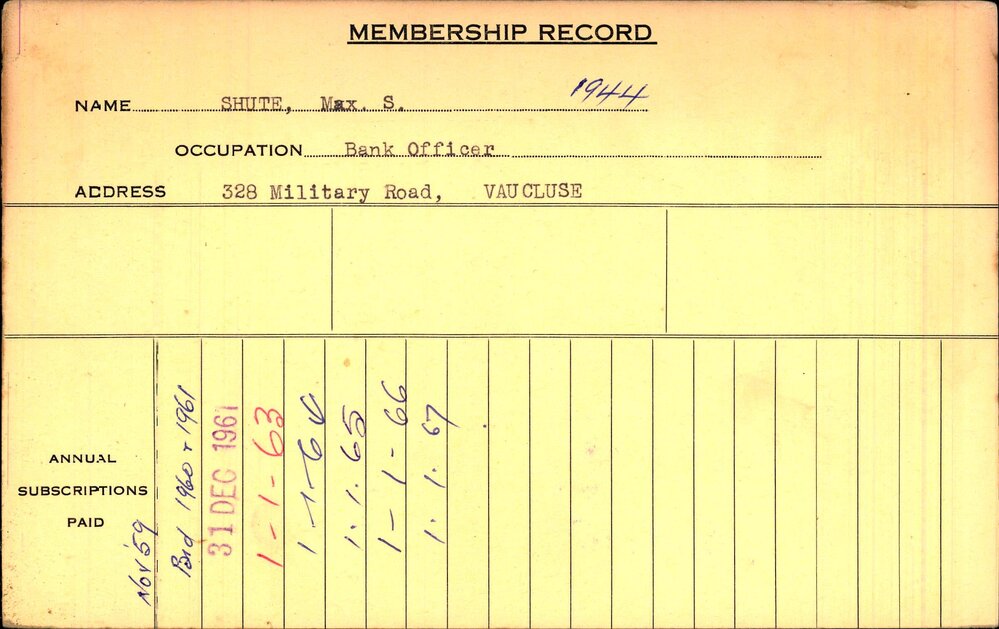 MEMBERSHIP RECORD
NAME SHUTE, Max. S. 1944
OCCUPATION Bank Officer
ADDRESS 328 Military Road, VAUCLUSE
ANNUAL
SUBSCRIPTIONS
PAID
Nov '59
Pard 1960 & 1961
31 DEC 1961
1-1-63
1-1-64
1.1.65
1-1-66
1.1.67